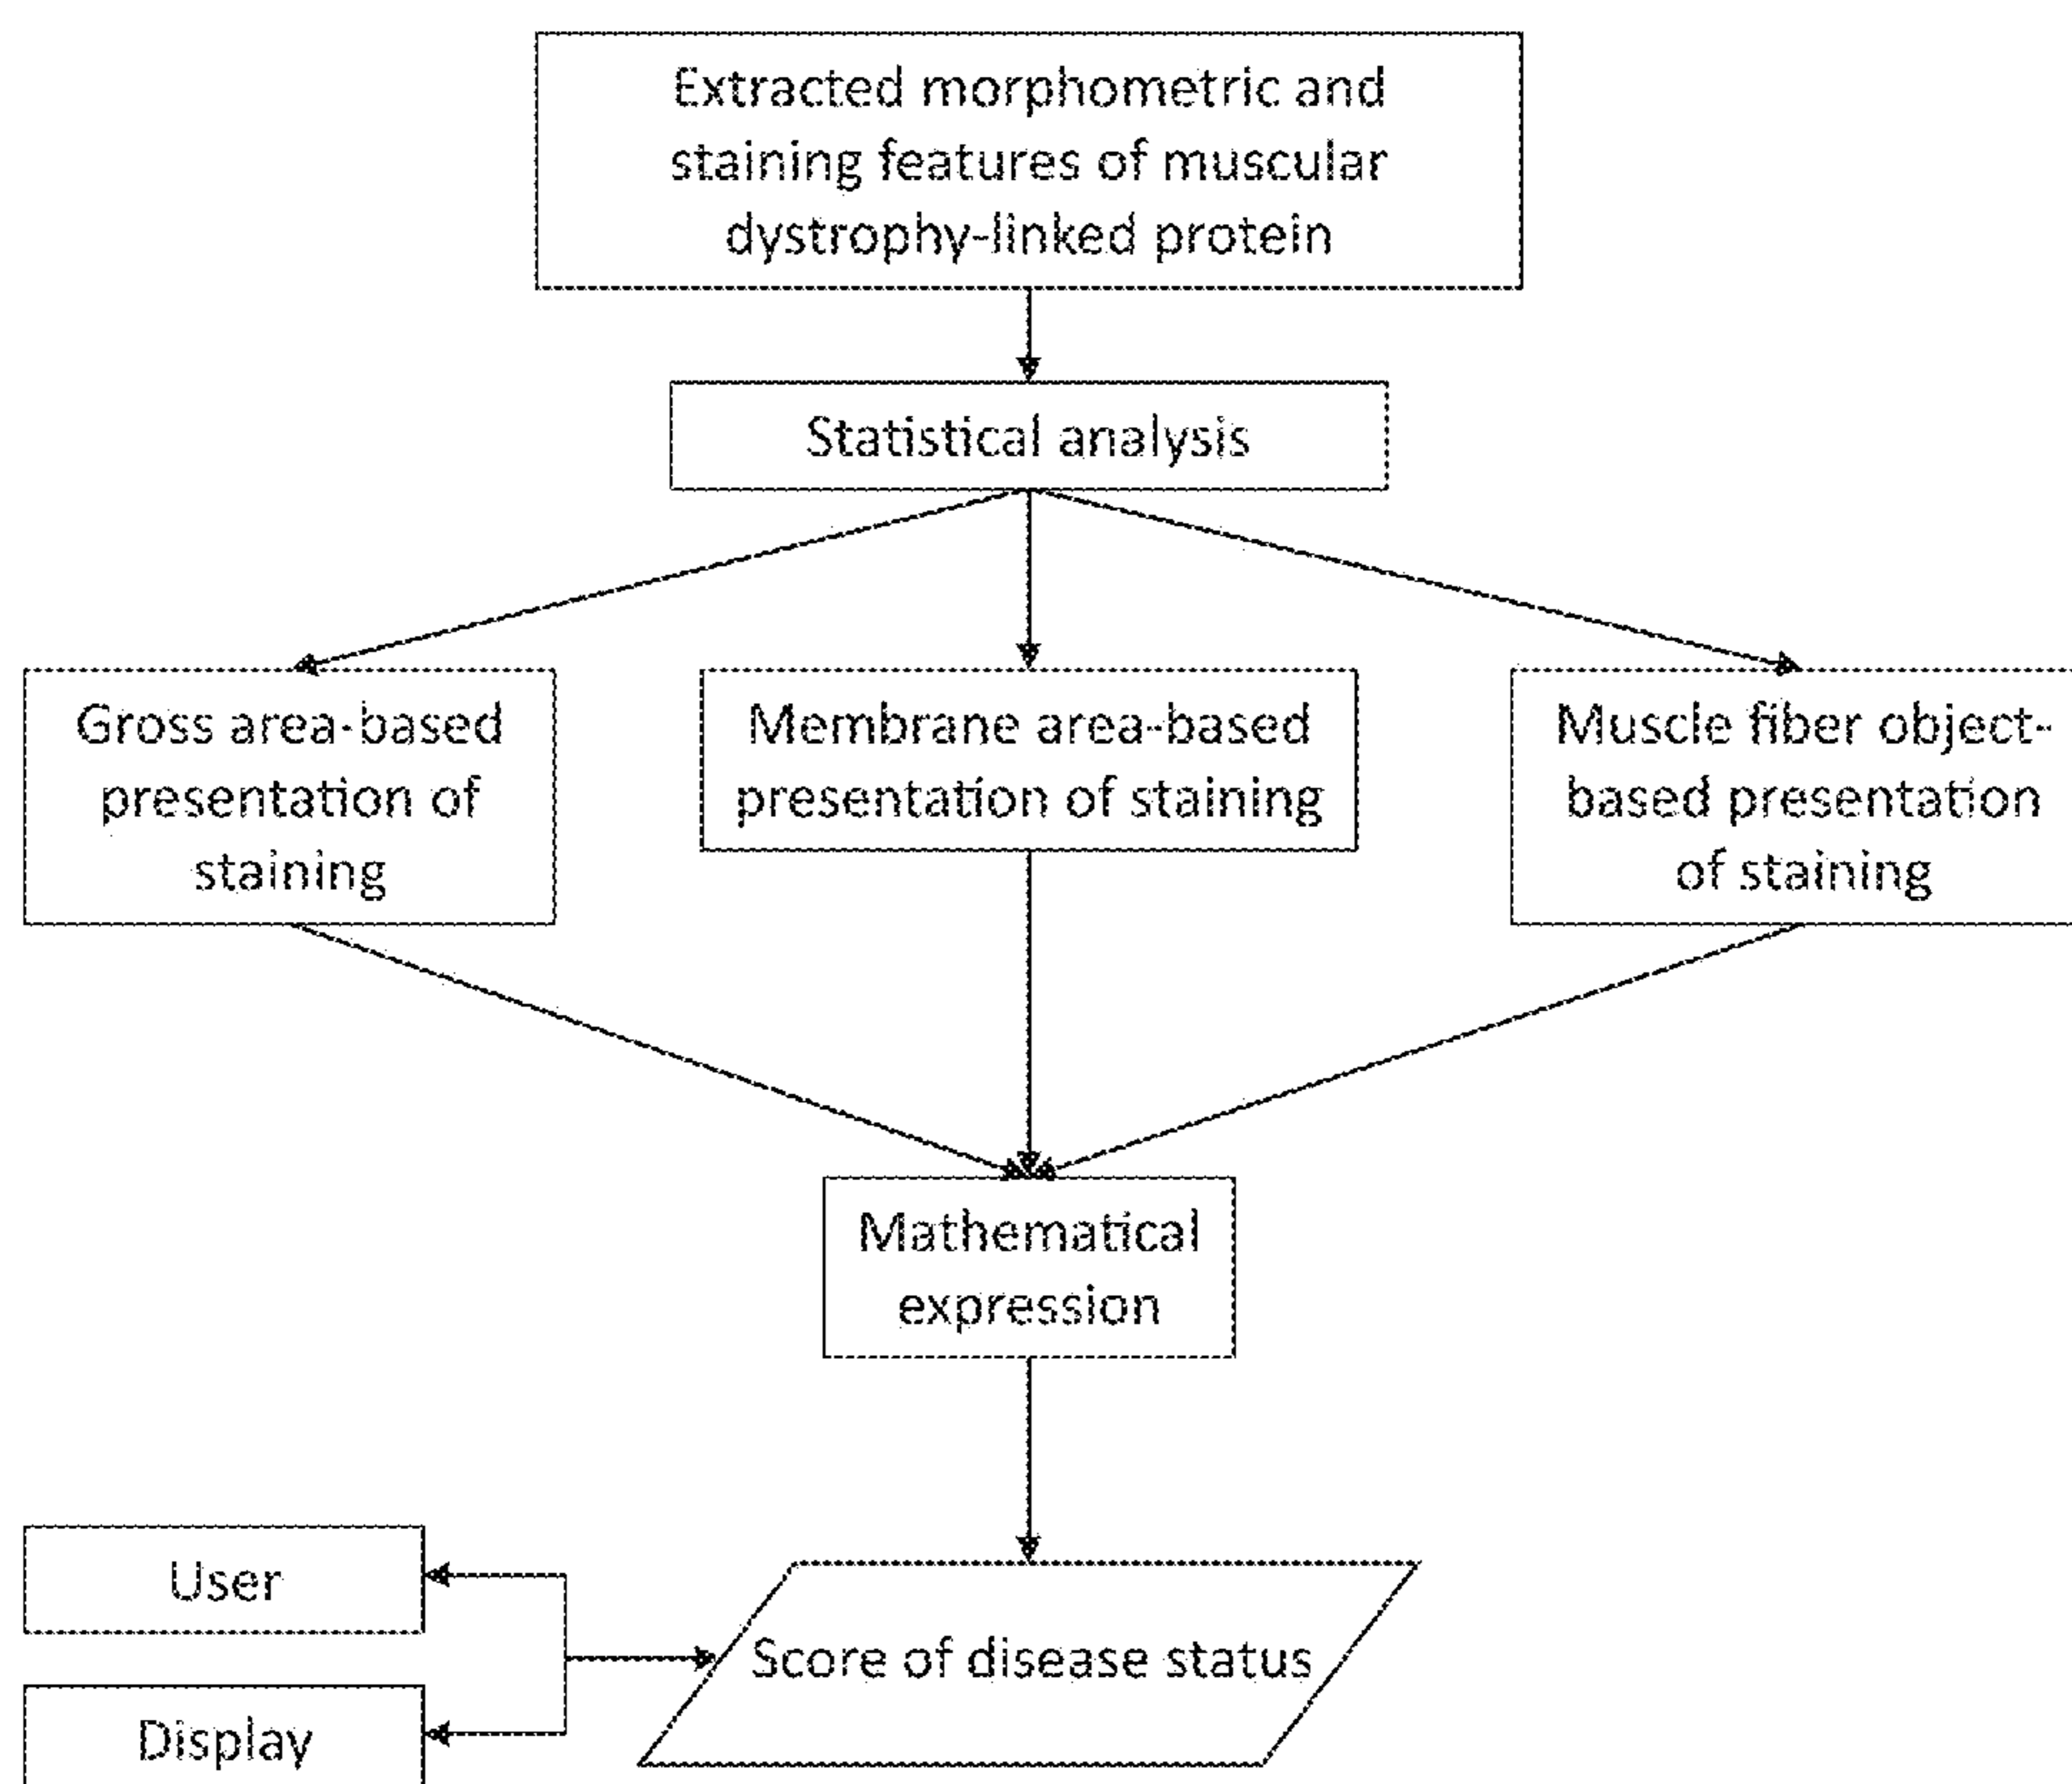 Extracted morphometric and
staining features of muscular
dystrophy-linked protein
Statistical analysis
Gross area-based
presentation of
staining
Membrane area-based
presentation of staining
Muscle fiber object-
based presentation
of staining
Mathematical
expression
User
Score of disease status
Display